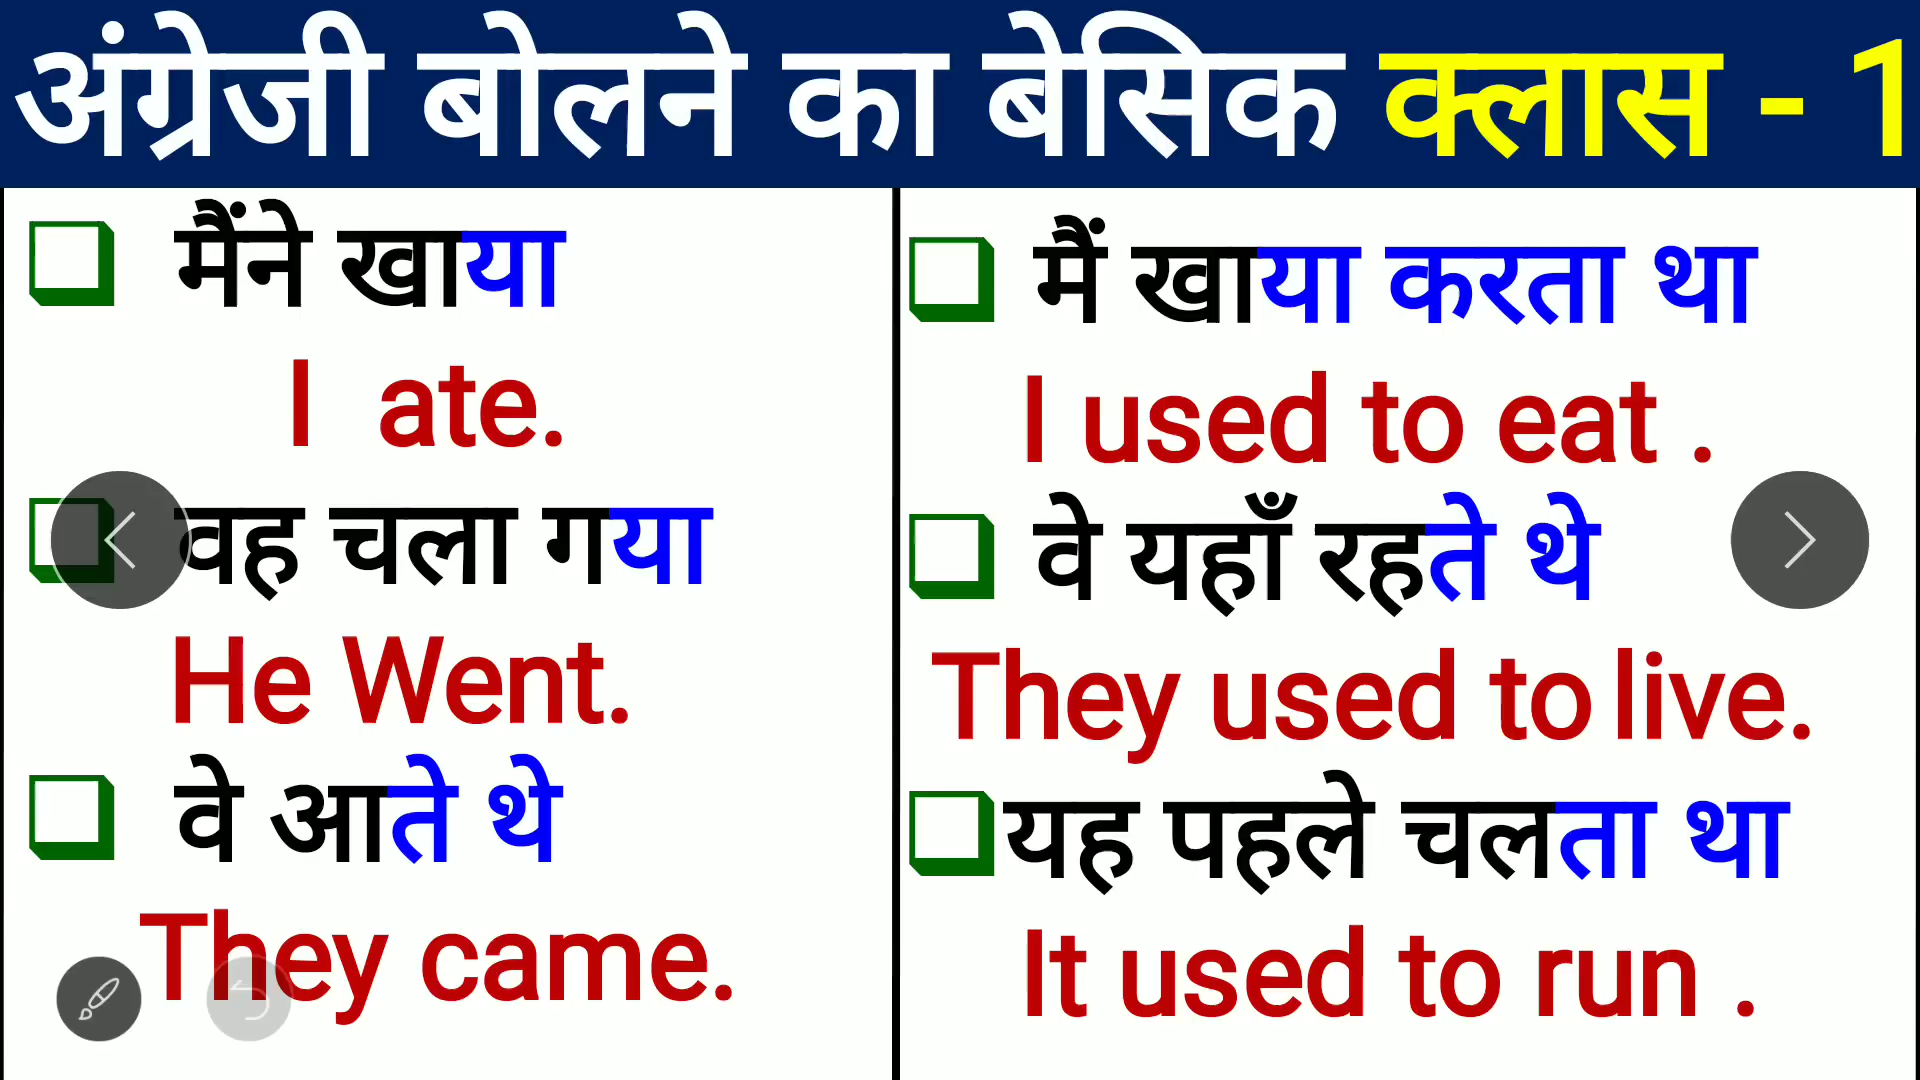 अंग्रेजी बोलने का बेसिक क्लास - 1
मैंने खाया
I ate.
वह चला गया
He Went.
वे आते थे
They came.
मैं खाया करता था
I used to eat .
वे यहाँ रहते थे
They used to live.
यह पहले चलता था
It used to run .